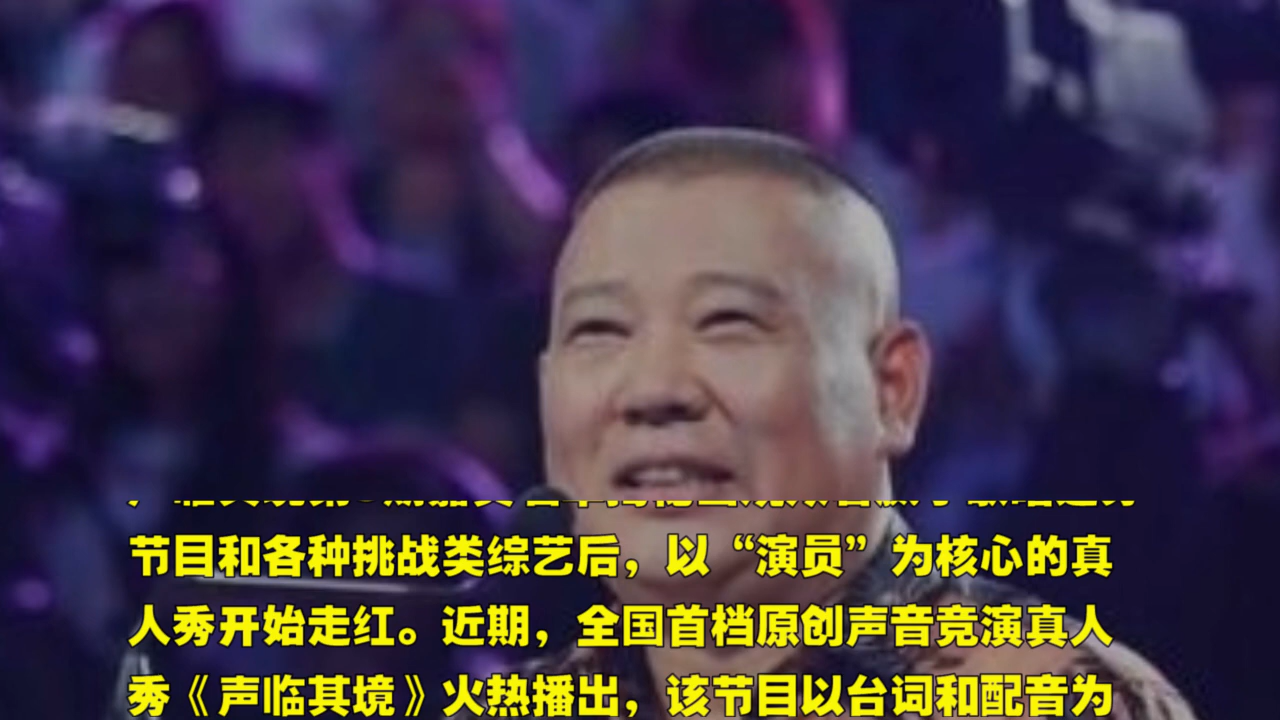 节目和各种挑战类综艺后，以“演员”为核心的真
人秀开始走红。近期，全国首档原创声音竞演真人
秀《声临其境》火热播出，该节目以台词和配音为